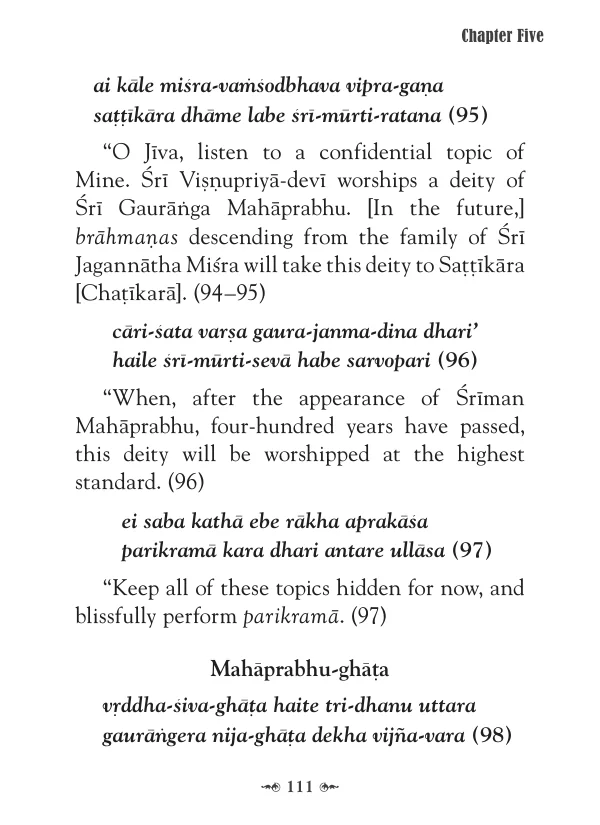 Chapter Five
ai kāle miśra-vaṁśodbhava vipra-gaṇa
saṭṭīkāra dhāme labe śrī-mūrti-ratana (95)
“O Jīva, listen to a confidential topic of
Mine. Śrī Viṣṇupriyā-devī worships a deity of
Śrī Gaurāṅga Mahāprabhu. [In the future,]
brāhmaṇas descending from the family of Śrī
Jagannātha Miśra will take this deity to Saṭṭīkāra
[Chaṭīkarā]. (94–95)
cāri-śata varṣa gaura-janma-dina dhari’
haile śrī-mūrti-sevā habe sarvopari (96)
“When, after the appearance of Śrīman
Mahāprabhu, four-hundred years have passed,
this deity will be worshipped at the highest
standard. (96)
ei saba kathā ebe rākha aprakāśa
parikramā kara dhari antare ullāsa (97)
“Keep all of these topics hidden for now, and
blissfully perform parikramā. (97)
Mahāprabhu-ghāṭa
vṛddha-śiva-ghāṭa haite tri-dhanu uttara
gaurāṅgera nija-ghāṭa dekha vijña-vara (98)
111